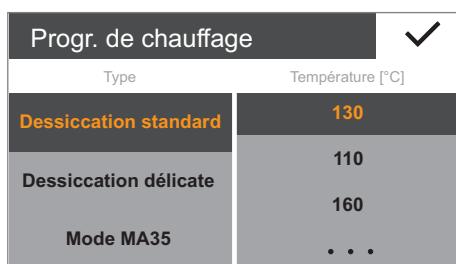 Progr. de chauffage
Type Température [°C]
Dessiccation standard 130
Dessiccation délicate 110
160
Mode MA35
. . .